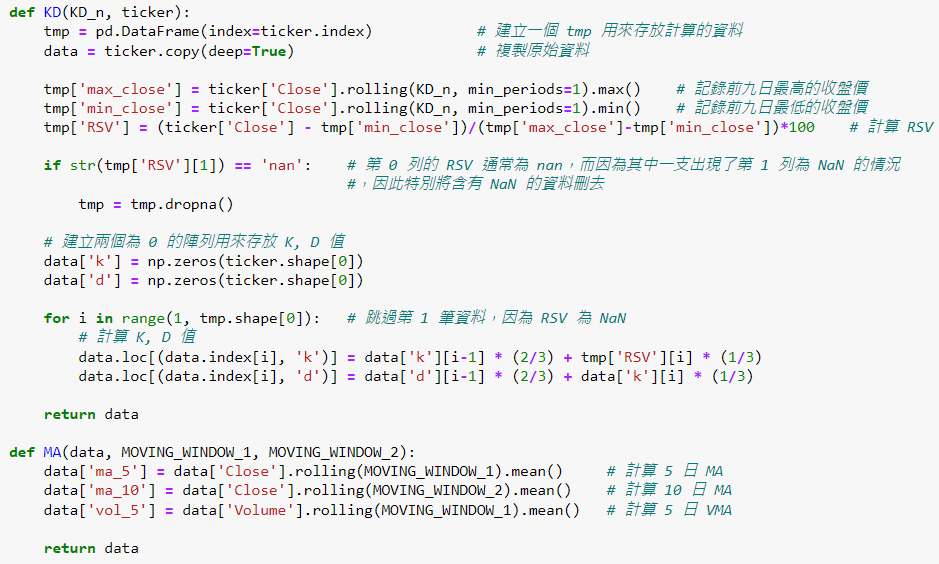 def KD(KD_n, ticker):
    tmp = pd.DataFrame(index=ticker.index)            # 建立一個 tmp 用來存放計算的資料
    data = ticker.copy(deep=True)                     # 複製原始資料
    tmp['max_close'] = ticker['Close'].rolling(KD_n, min_periods=1).max()    # 記錄前九日最高的收盤價
    tmp['min_close'] = ticker['Close'].rolling(KD_n, min_periods=1).min()    # 記錄前九日最低的收盤價
    tmp['RSV'] = (ticker['Close'] - tmp['min_close'])/(tmp['max_close']-tmp['min_close'])*100    # 計算 RSV
    if str(tmp['RSV'][1]) == 'nan':    # 第 0 列的 RSV 通常為 nan，而因為其中一支出現了第 1 列為 NaN 的情況
                                       #，因此特別將含有 NaN 的資料刪去
        tmp = tmp.dropna()
    # 建立兩個為 0 的陣列用來存放 K, D 值
    data['k'] = np.zeros(ticker.shape[0])
    data['d'] = np.zeros(ticker.shape[0])
    for i in range(1, tmp.shape[0]):   # 跳過第 1 筆資料，因為 RSV 為 NaN
        # 計算 K, D 值
        data.loc[(data.index[i], 'k')] = data['k'][i-1] * (2/3) + tmp['RSV'][i] * (1/3)
        data.loc[(data.index[i], 'd')] = data['d'][i-1] * (2/3) + data['k'][i] * (1/3)
    return data
def MA(data, MOVING_WINDOW_1, MOVING_WINDOW_2):
    data['ma_5'] = data['Close'].rolling(MOVING_WINDOW_1).mean()     # 計算 5 日 MA
    data['ma_10'] = data['Close'].rolling(MOVING_WINDOW_2).mean()    # 計算 10 日 MA
    data['vol_5'] = data['Volume'].rolling(MOVING_WINDOW_1).mean()   # 計算 5 日 VMA
    return data